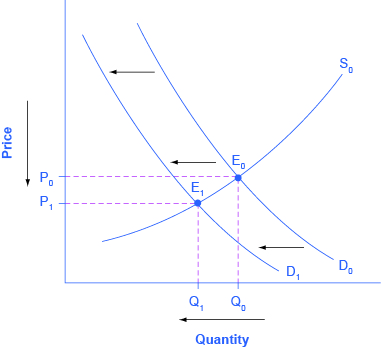 S₀
E₀
P₀
E₁
P₁
Price
D₁
D₀
Q₁
Q₀
Quantity